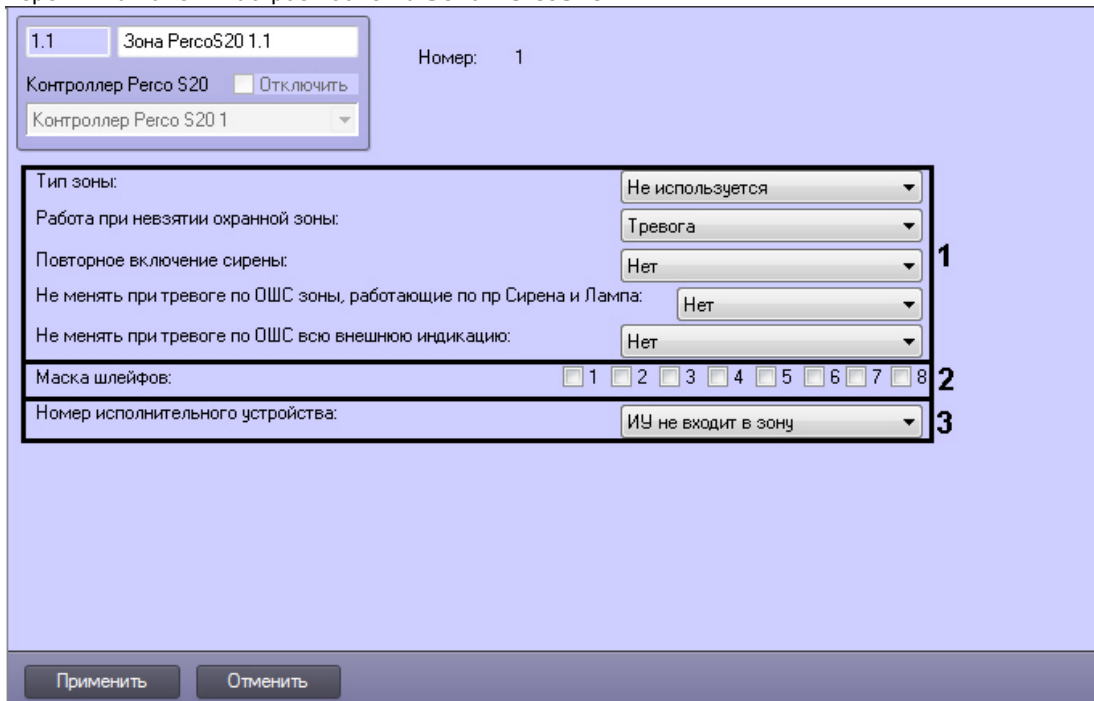 1.1 Зона PercoS20 1.1
Номер: 1
Контроллер Perco S20 Отключить
Контроллер Perco S20 1
Тип зоны: Не используется
Работа при невзятии охранной зоны: Тревога
Повторное включение сирены: Нет
1
Не менять при тревоге по ОШС зоны, работающие по пр Сирена и Лампа: Нет
Не менять при тревоге по ОШС всю внешнюю индикацию: Нет
Маска шлейфов: 1 2 3 4 5 6 7 8 2
Номер исполнительного устройства: ИУ не входит в зону 3
Применить Отменить